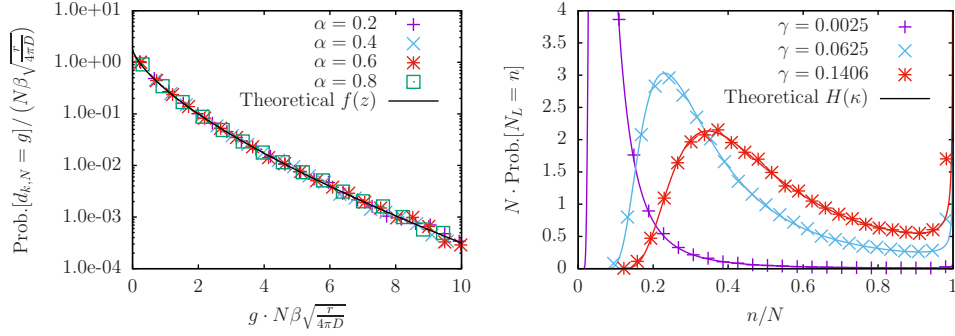 Prob.[d_{k,N} = g]/(Nβ√(r/4πD))
1.0e+01
1.0e+00
1.0e-01
1.0e-02
1.0e-03
1.0e-04
α = 0.2
α = 0.4
α = 0.6
α = 0.8
Theoretical f(z)
0 2 4 6 8 10
g · Nβ√(r/4πD)
N · Prob.[N_L = n]
4
3.5
3
2.5
2
1.5
1
0.5
0
γ = 0.0025
γ = 0.0625
γ = 0.1406
Theoretical H(κ)
0 0.2 0.4 0.6 0.8 1
n/N